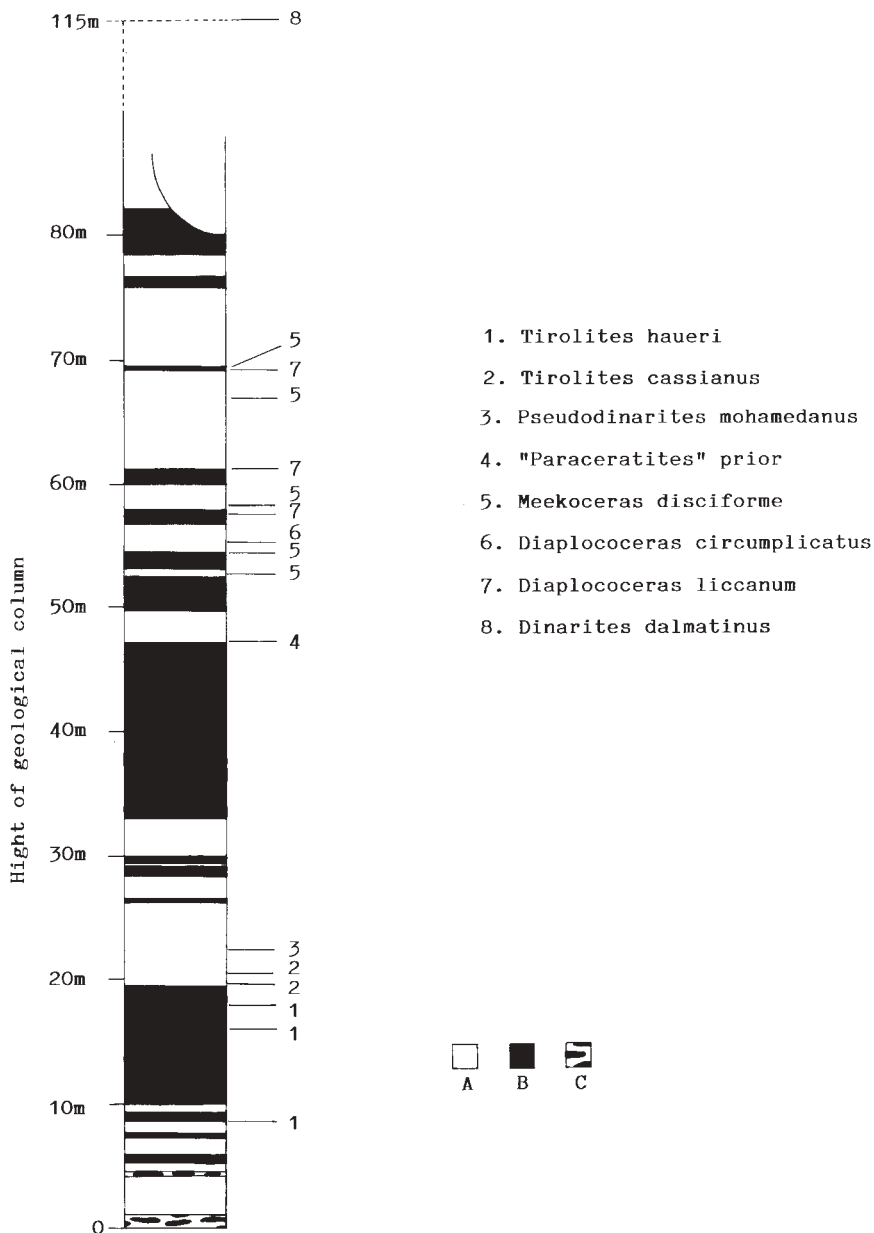 115m
8
80m
5
70m
7
5
7
60m
5
7
6
5
5
50m
4
40m
30m
3
2
20m
2
1
1
10m
1
0
Hight of geological column
1. Tirolites haueri
2. Tirolites cassianus
3. Pseudodinarites mohamedanus
4. "Paraceratites" prior
5. Meekoceras disciforme
6. Diaplococeras circumplicatus
7. Diaplococeras liccanum
8. Dinarites dalmatinus
A B C